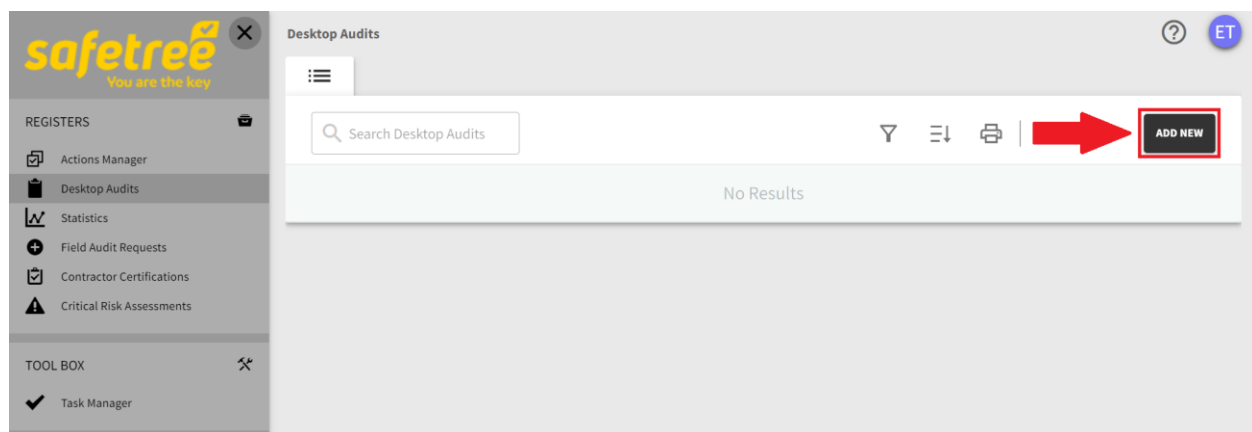 safetree
You are the key
REGISTERS
Actions Manager
Desktop Audits
Statistics
Field Audit Requests
Contractor Certifications
Critical Risk Assessments
TOOL BOX
Task Manager
Desktop Audits
ET
Search Desktop Audits
ADD NEW
No Results